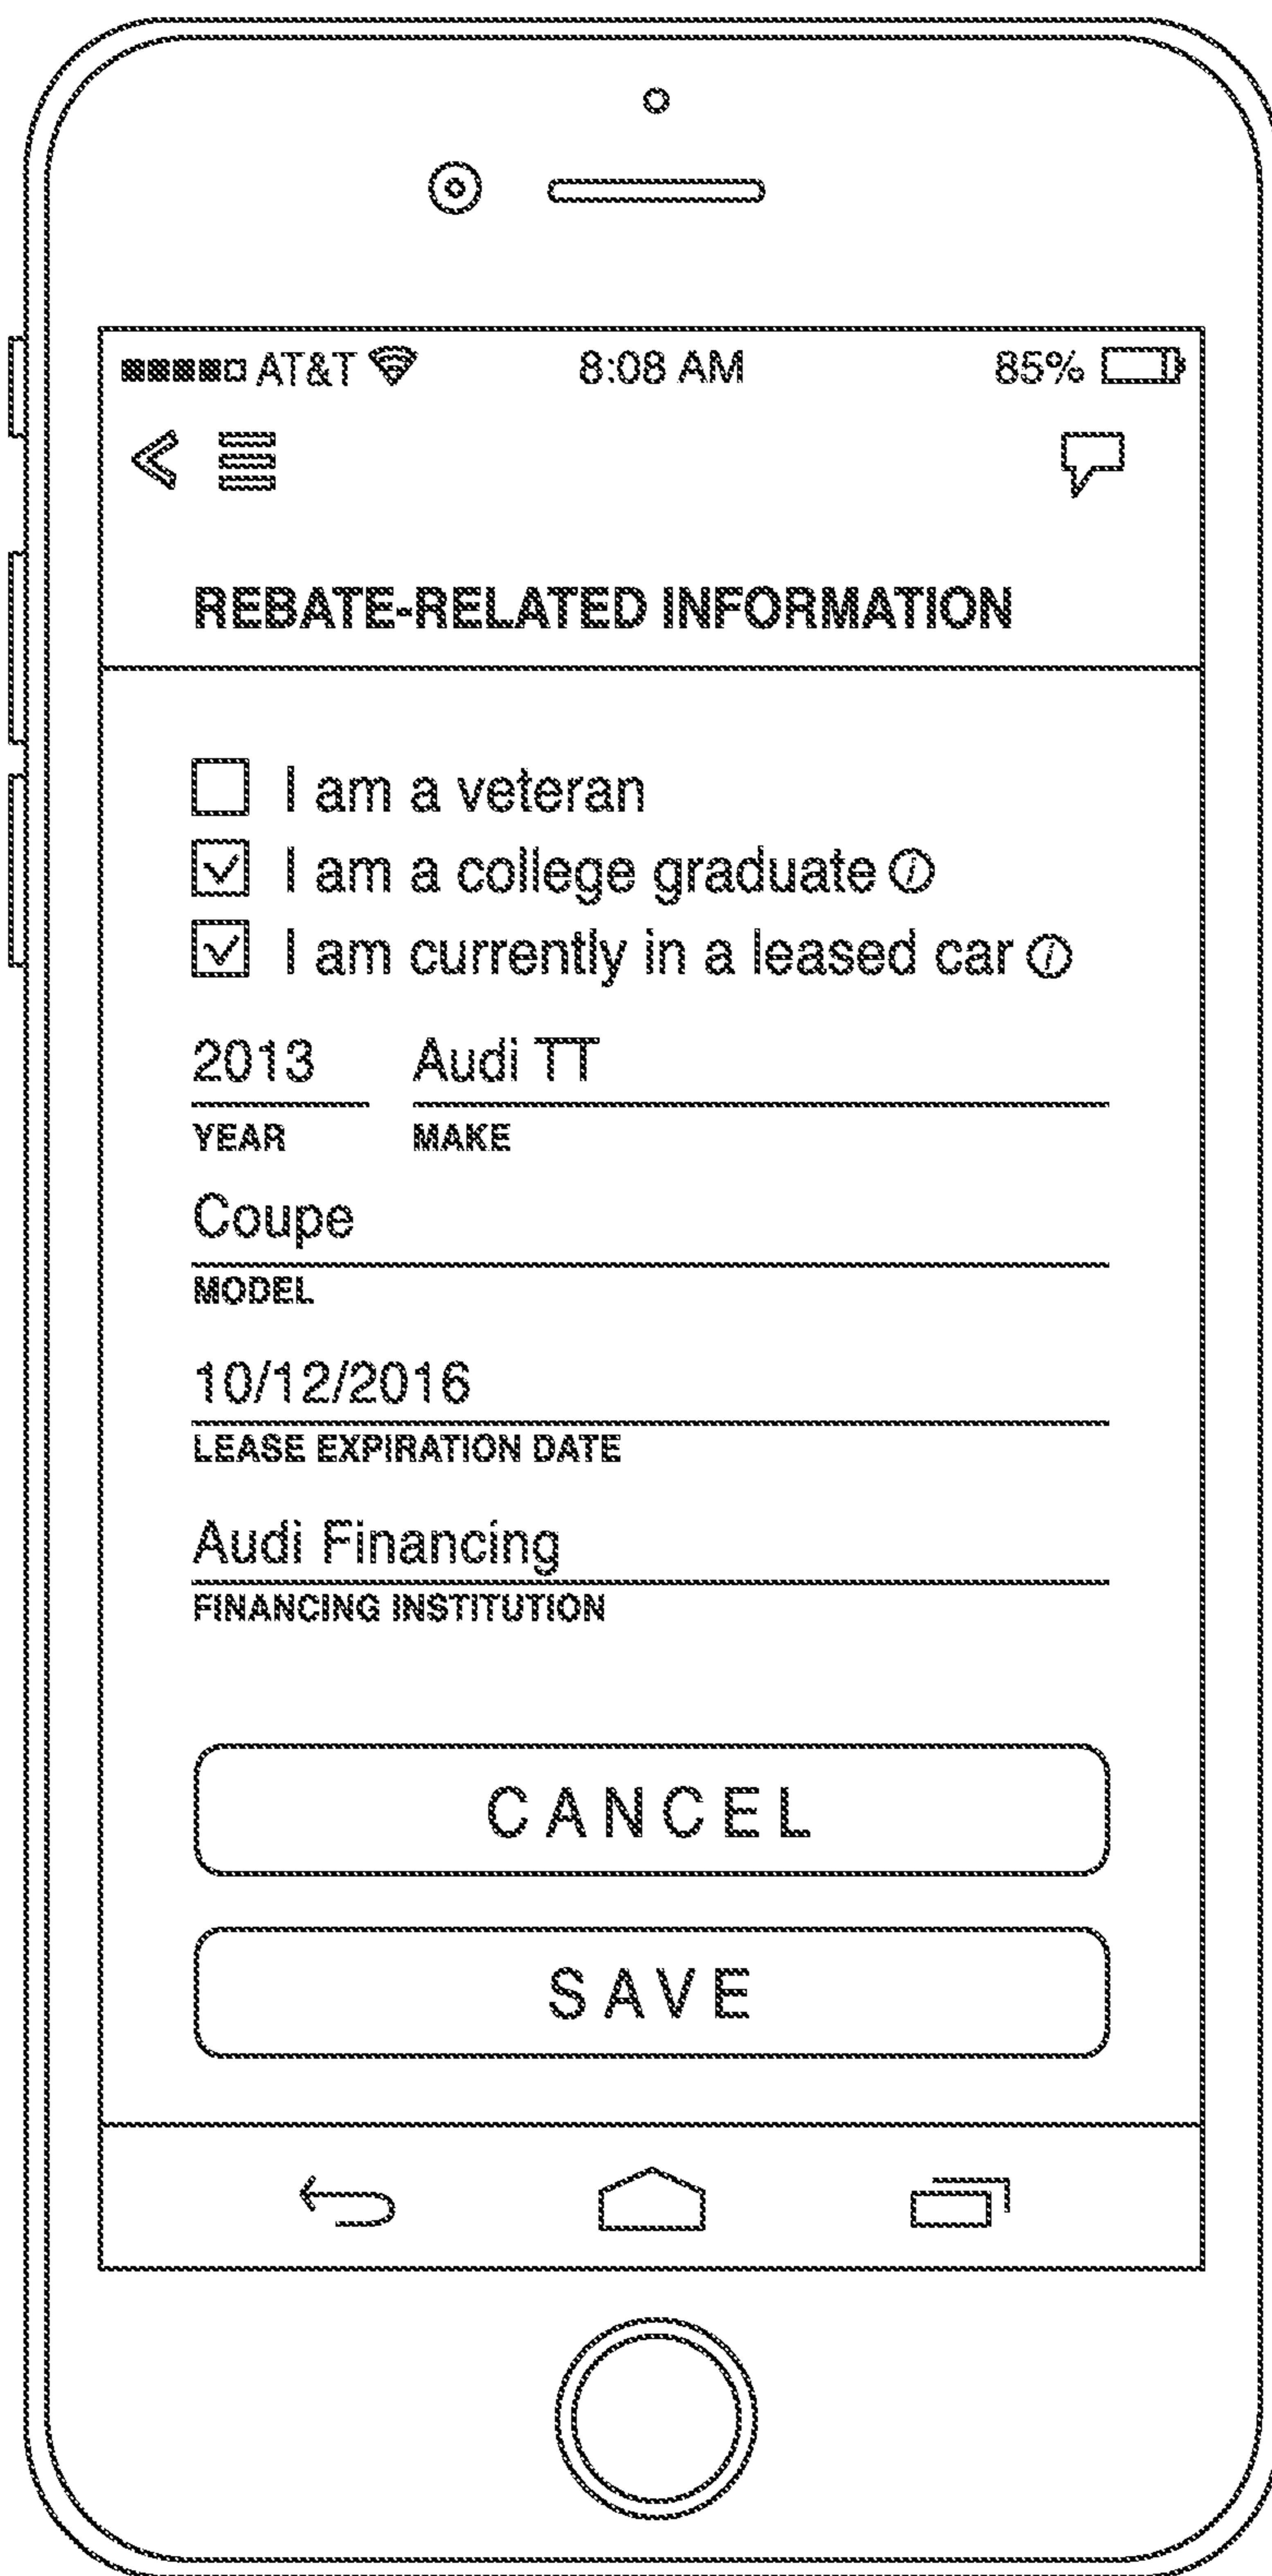 AT&T 8:08 AM 85%
REBATE-RELATED INFORMATION
I am a veteran
I am a college graduate i
I am currently in a leased car i
2013 Audi TT
YEAR MAKE
Coupe
MODEL
10/12/2016
LEASE EXPIRATION DATE
Audi Financing
FINANCING INSTITUTION
CANCEL
SAVE